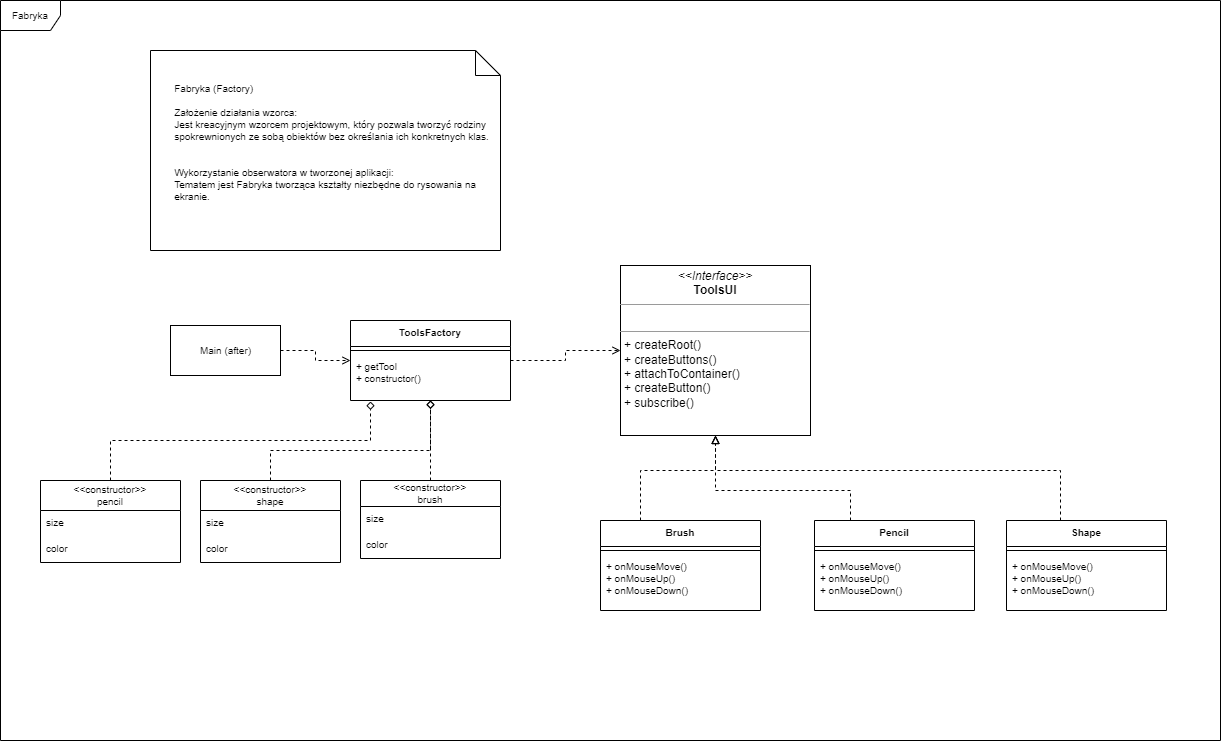 Fabryka
Fabryka (Factory)
Założenie działania wzorca:
Jest kreacyjnym wzorcem projektowym, który pozwala tworzyć rodziny
spokrewnionych ze sobą obiektów bez określania ich konkretnych klas.
Wykorzystanie obserwatora w tworzonej aplikacji:
Tematem jest Fabryka tworząca kształty niezbędne do rysowania na
ekranie.
Main (after)
ToolsFactory
+ getTool
+ constructor()
<<Interface>>
ToolsUI
+ createRoot()
+ createButtons()
+ attachToContainer()
+ createButton()
+ subscribe()
<<constructor>>
pencil
size
color
<<constructor>>
shape
size
color
<<constructor>>
brush
size
color
Brush
+ onMouseMove()
+ onMouseUp()
+ onMouseDown()
Pencil
+ onMouseMove()
+ onMouseUp()
+ onMouseDown()
Shape
+ onMouseMove()
+ onMouseUp()
+ onMouseDown()